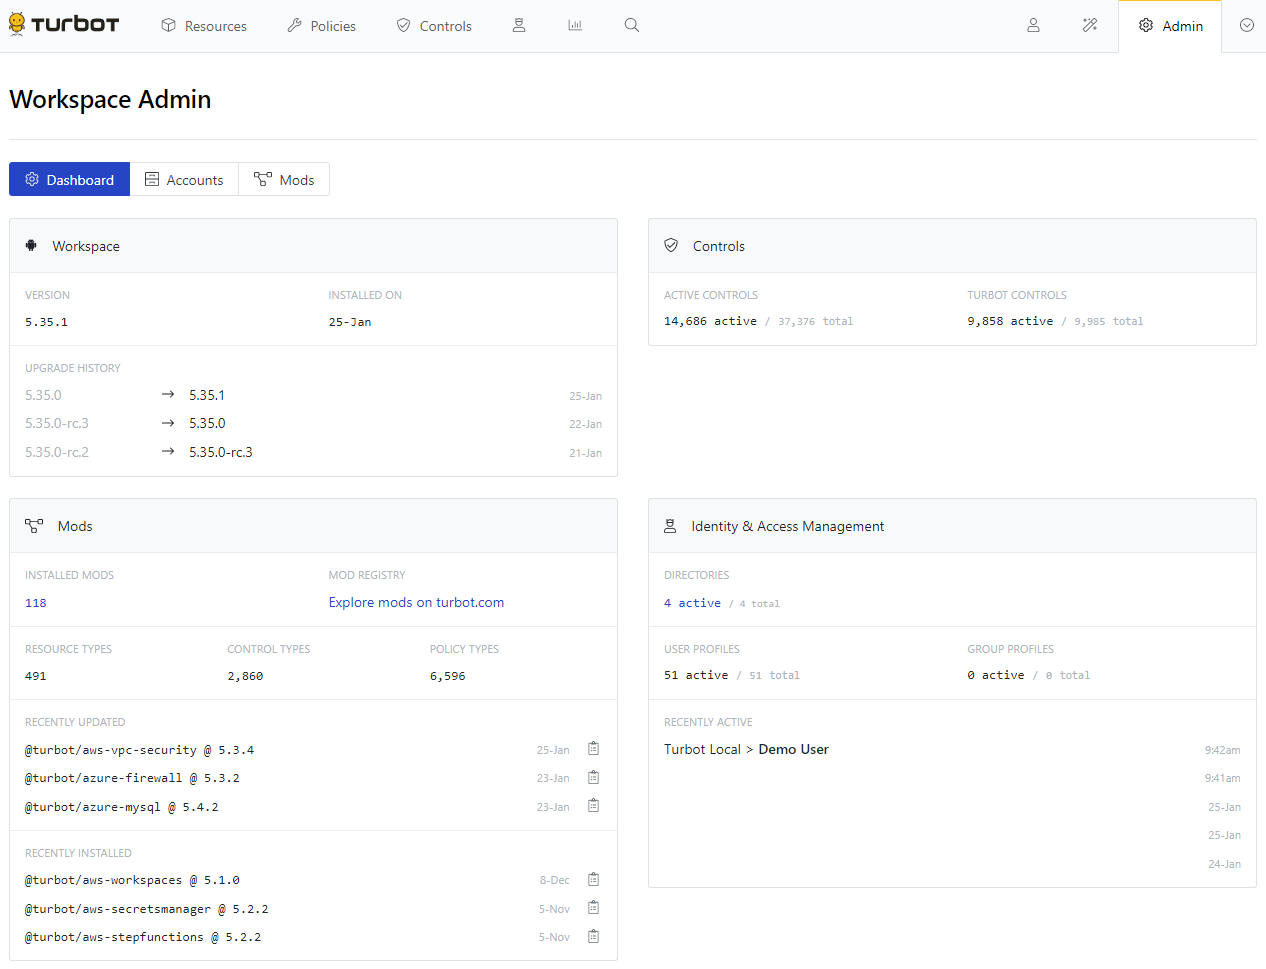 TURBOT Resources Policies Controls Admin
Workspace Admin
Dashboard Accounts Mods
Workspace
VERSION INSTALLED ON
5.35.1 25-Jan
UPGRADE HISTORY
5.35.0 → 5.35.1 25-Jan
5.35.0-rc.3 → 5.35.0 22-Jan
5.35.0-rc.2 → 5.35.0-rc.3 21-Jan
Controls
ACTIVE CONTROLS TURBOT CONTROLS
14,686 active / 37,376 total 9,858 active / 9,985 total
Mods
INSTALLED MODS MOD REGISTRY
118 Explore mods on turbot.com
RESOURCE TYPES CONTROL TYPES POLICY TYPES
491 2,860 6,596
RECENTLY UPDATED
@turbot/aws-vpc-security @ 5.3.4 25-Jan
@turbot/azure-firewall @ 5.3.2 23-Jan
@turbot/azure-mysql @ 5.4.2 23-Jan
RECENTLY INSTALLED
@turbot/aws-workspaces @ 5.1.0 8-Dec
@turbot/aws-secretsmanager @ 5.2.2 5-Nov
@turbot/aws-stepfunctions @ 5.2.2 5-Nov
Identity & Access Management
DIRECTORIES
4 active / 4 total
USER PROFILES GROUP PROFILES
51 active / 51 total 0 active / 0 total
RECENTLY ACTIVE
Turbot Local > Demo User 9:42am
9:41am
25-Jan
25-Jan
24-Jan